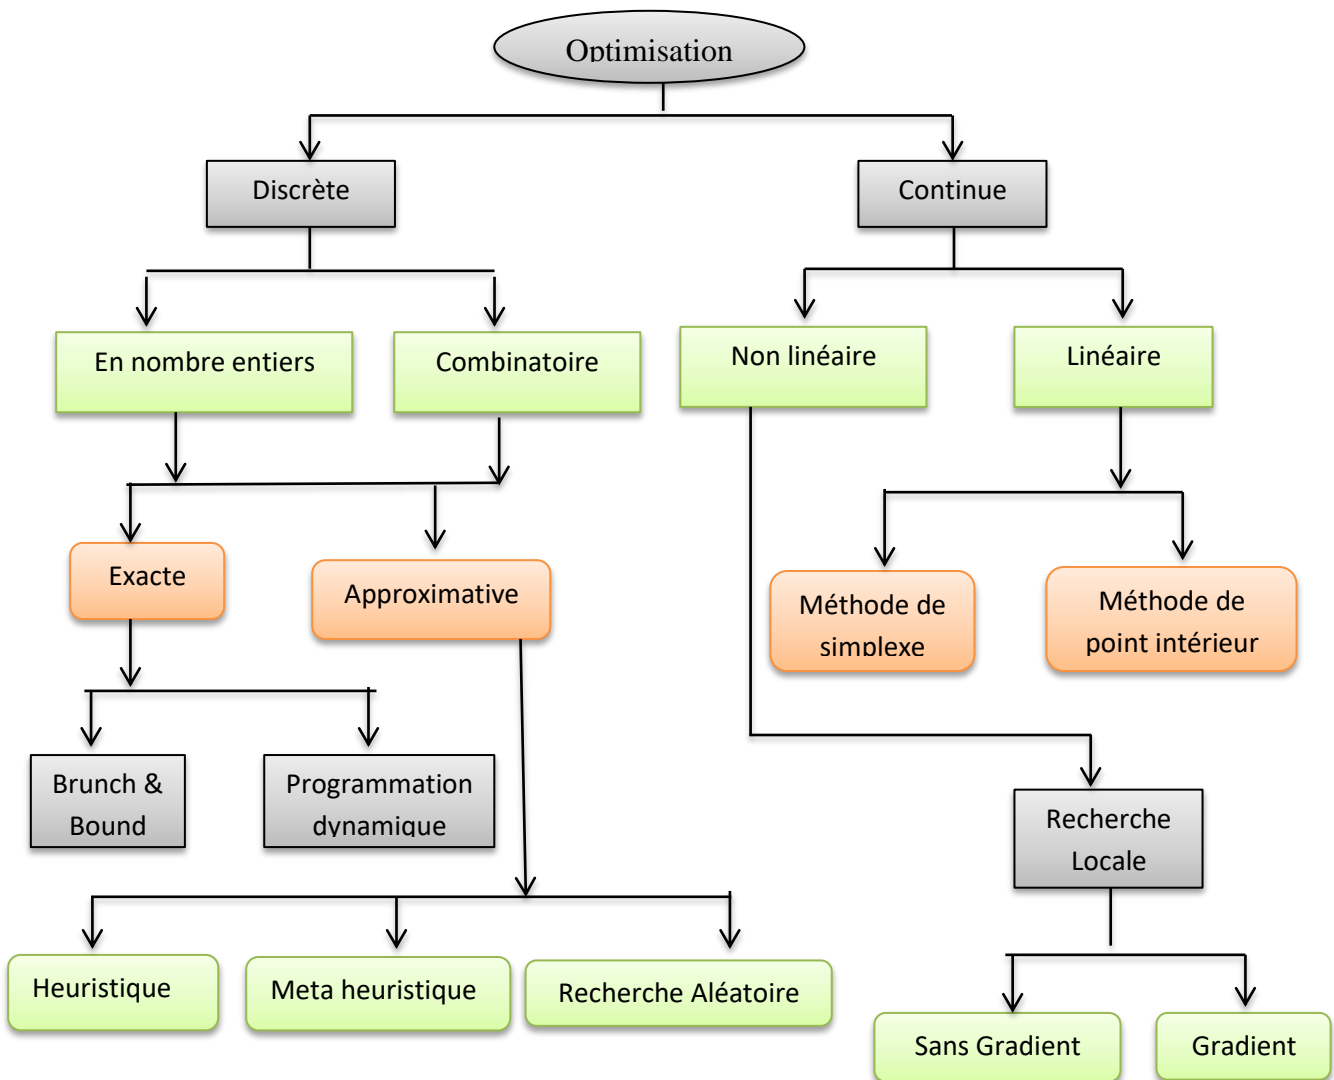 Optimisation
Discrète
Continue
En nombre entiers
Combinatoire
Non linéaire
Linéaire
Exacte
Approximative
Méthode de
simplexe
Méthode de
point intérieur
Brunch &
Bound
Programmation
dynamique
Recherche
Locale
Heuristique
Meta heuristique
Recherche Aléatoire
Sans Gradient
Gradient